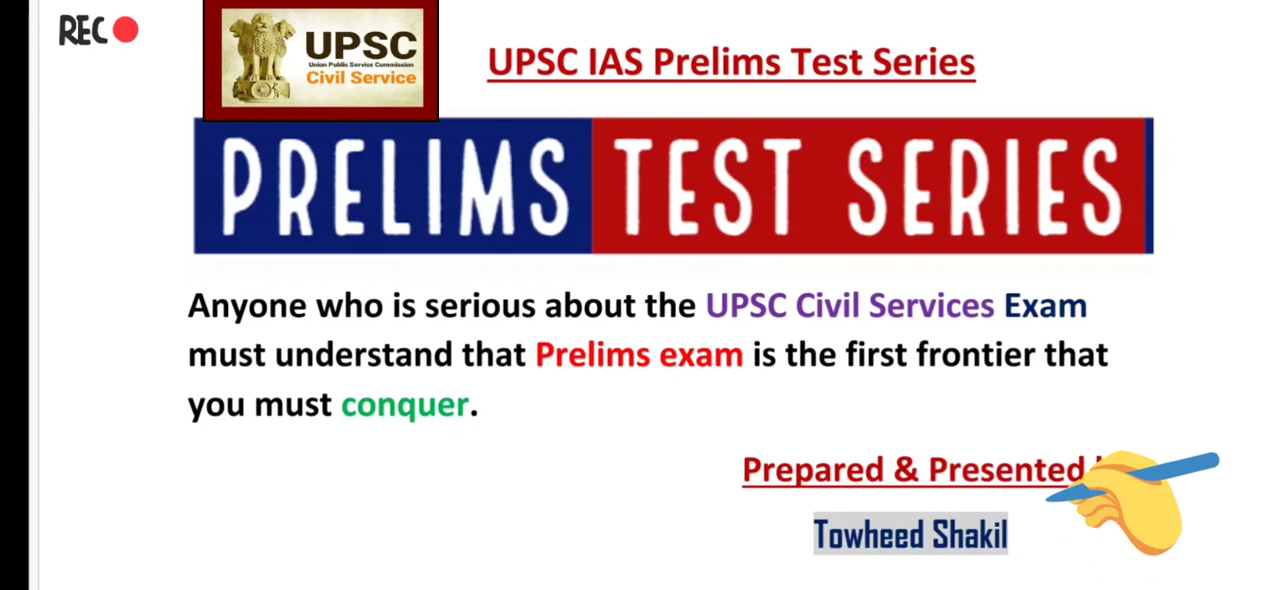 REC
UPSC
Union Public Service Commission
Civil Service
UPSC IAS Prelims Test Series
PRELIMS TEST SERIES
Anyone who is serious about the UPSC Civil Services Exam
must understand that Prelims exam is the first frontier that
you must conquer.
Prepared & Presented
Towheed Shakil